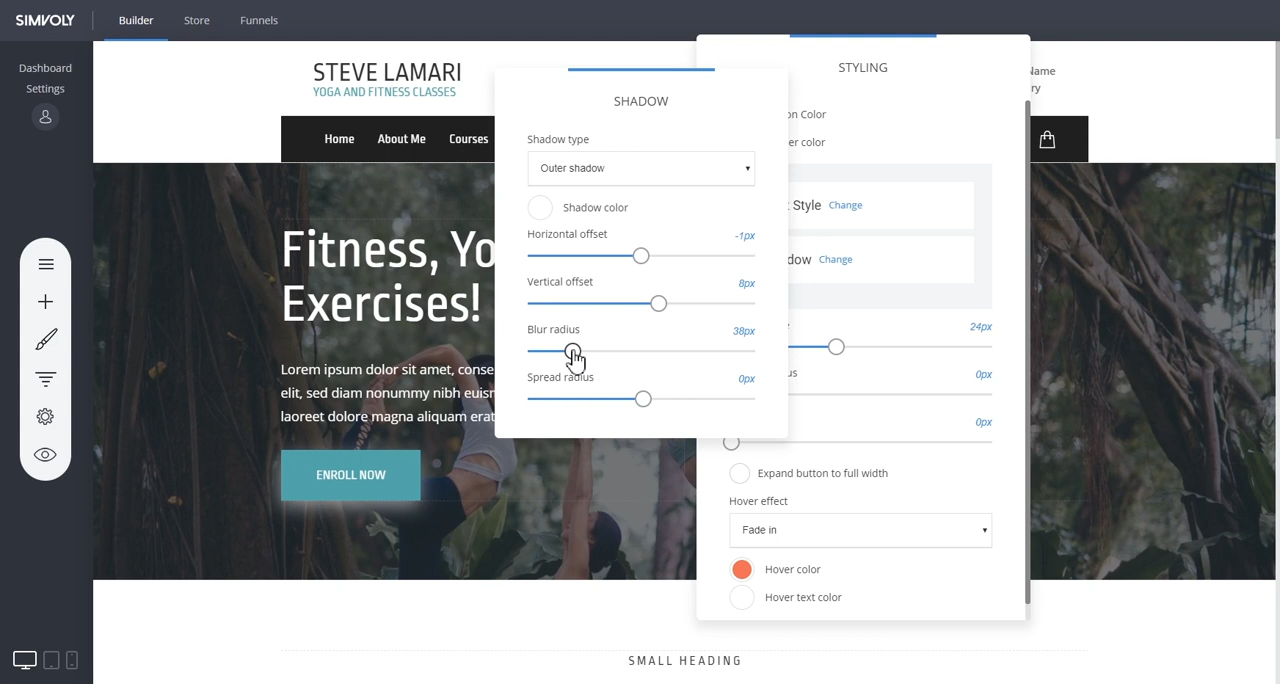 SIMVOLY
Builder
Store
Funnels
Dashboard
Settings
STEVE LAMARI
YOGA AND FITNESS CLASSES
Home
About Me
Courses
Fitness, Yo
Exercises!
Lorem ipsum dolor sit amet, conse
elit, sed diam nonummy nibh euism
laoreet dolore magna aliquam erat
ENROLL NOW
SHADOW
Shadow type
Outer shadow
Shadow color
Horizontal offset
-1px
Vertical offset
8px
Blur radius
38px
Spread radius
0px
STYLING
on Color
er color
Style
Change
dow
Change
24px
us
0px
0px
Expand button to full width
Hover effect
Fade in
Hover color
Hover text color
Name
ry
SMALL HEADING